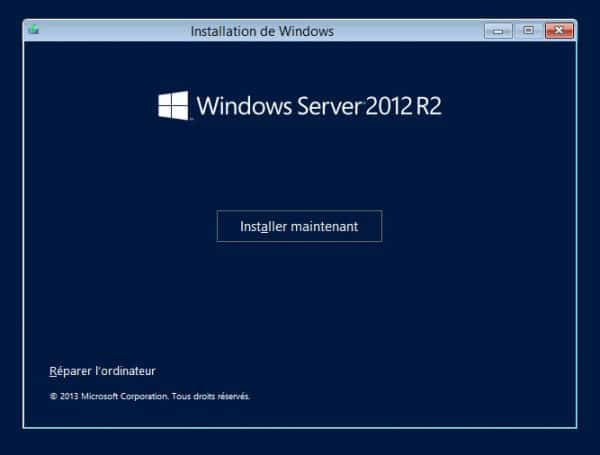 Installation de Windows
Windows Server 2012 R2
Installer maintenant
Réparer l'ordinateur
© 2013 Microsoft Corporation. Tous droits réservés.